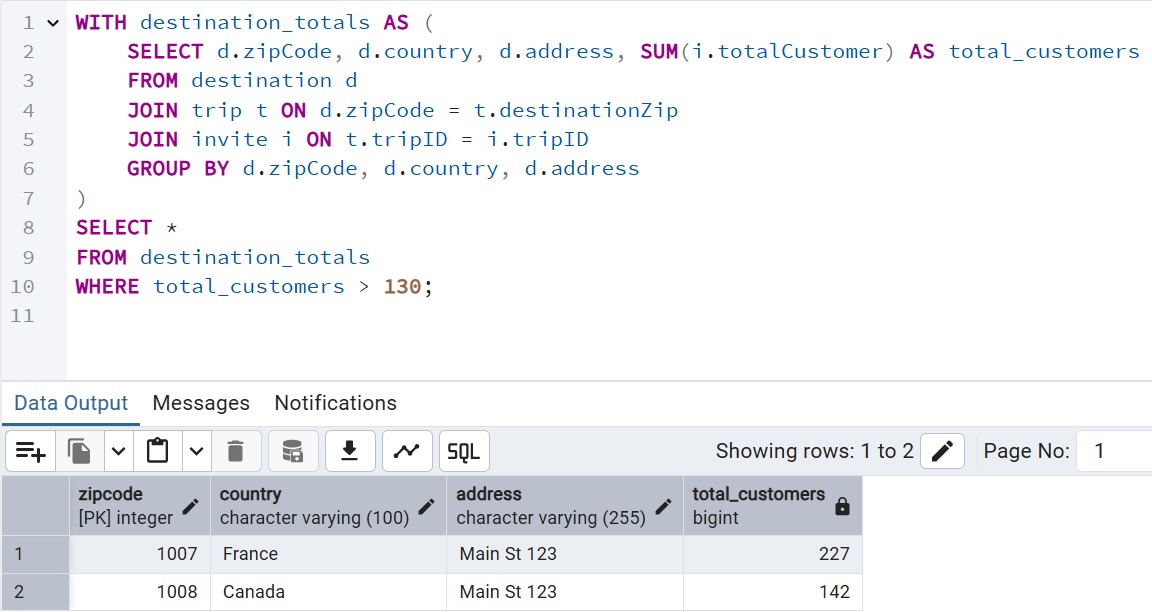 1 WITH destination_totals AS (
2 SELECT d.zipCode, d.country, d.address, SUM(i.totalCustomer) AS total_customers
3 FROM destination d
4 JOIN trip t ON d.zipCode = t.destinationZip
5 JOIN invite i ON t.tripID = i.tripID
6 GROUP BY d.zipCode, d.country, d.address
7 )
8 SELECT *
9 FROM destination_totals
10 WHERE total_customers > 130;
11
Data Output Messages Notifications
SQL Showing rows: 1 to 2 Page No: 1
zipcode country address total_customers
[PK] integer character varying (100) character varying (255) bigint
1 1007 France Main St 123 227
2 1008 Canada Main St 123 142